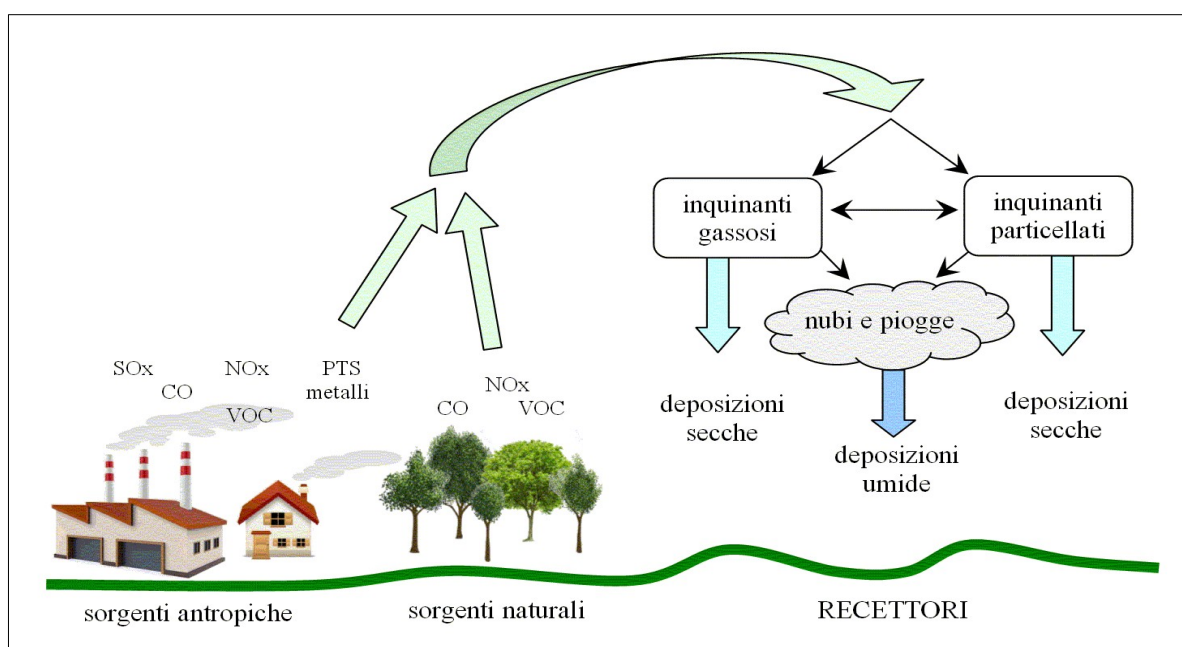 inquinanti
gassosi
inquinanti
particellati
nubi e piogge
SOx
NOx
PTS
metalli
CO
VOC
NOx
CO
VOC
deposizioni
secche
deposizioni
umide
deposizioni
secche
sorgenti antropiche
sorgenti naturali
RECETTORI